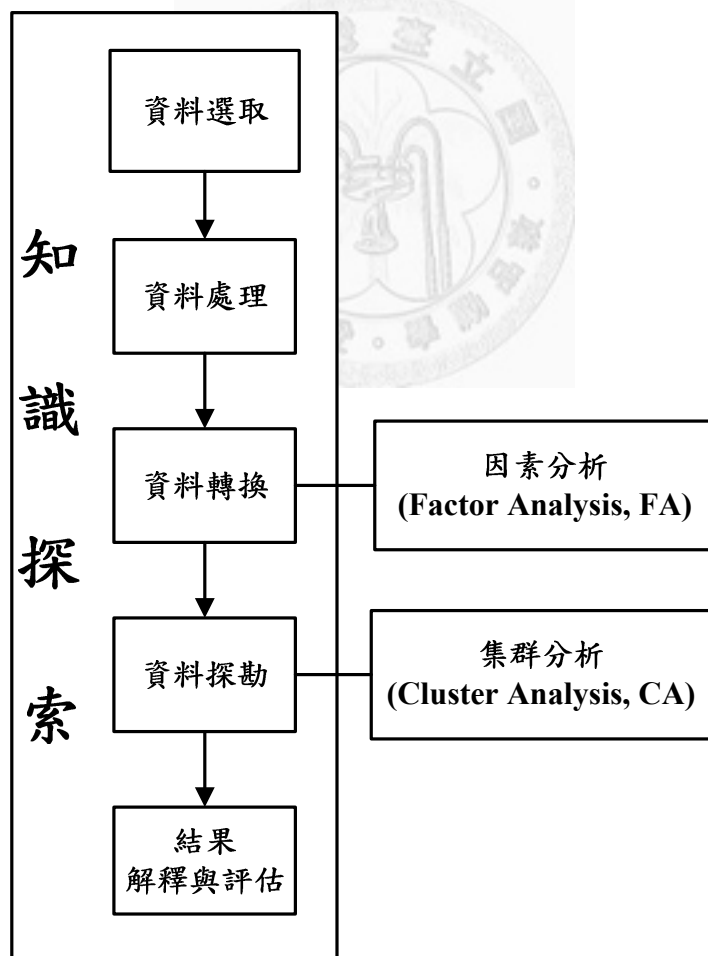 知
識
探
索
資料選取
資料處理
資料轉換
因素分析
(Factor Analysis, FA)
資料探勘
集群分析
(Cluster Analysis, CA)
結果
解釋與評估